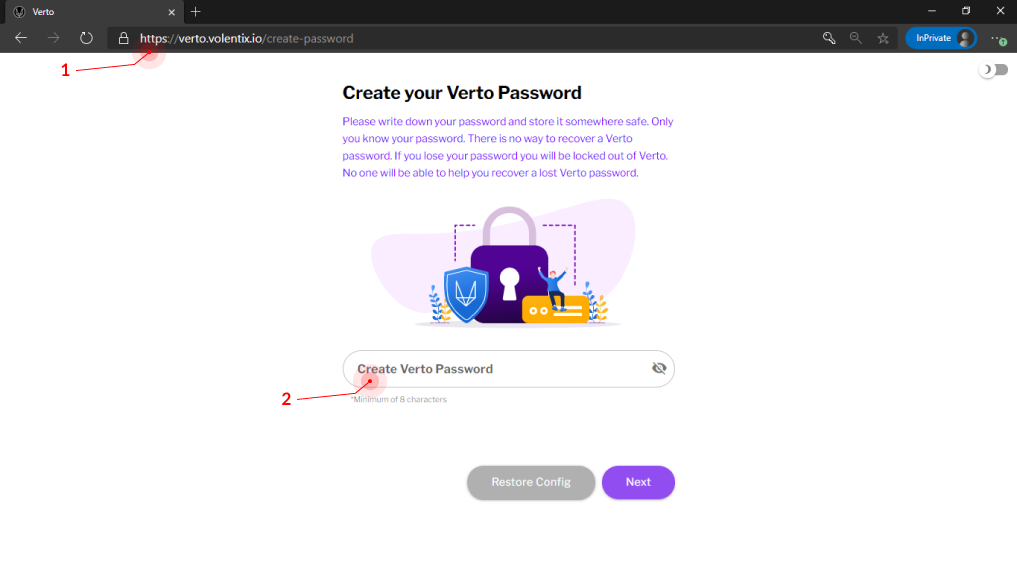 Verto
https://verto.volentix.io/create-password
InPrivate
1
Create your Verto Password
Please write down your password and store it somewhere safe. Only
you know your password. There is no way to recover a Verto
password. If you lose your password you will be locked out of Verto.
No one will be able to help you recover a lost Verto password.
Create Verto Password
2
*Minimum of 8 characters
Restore Config
Next